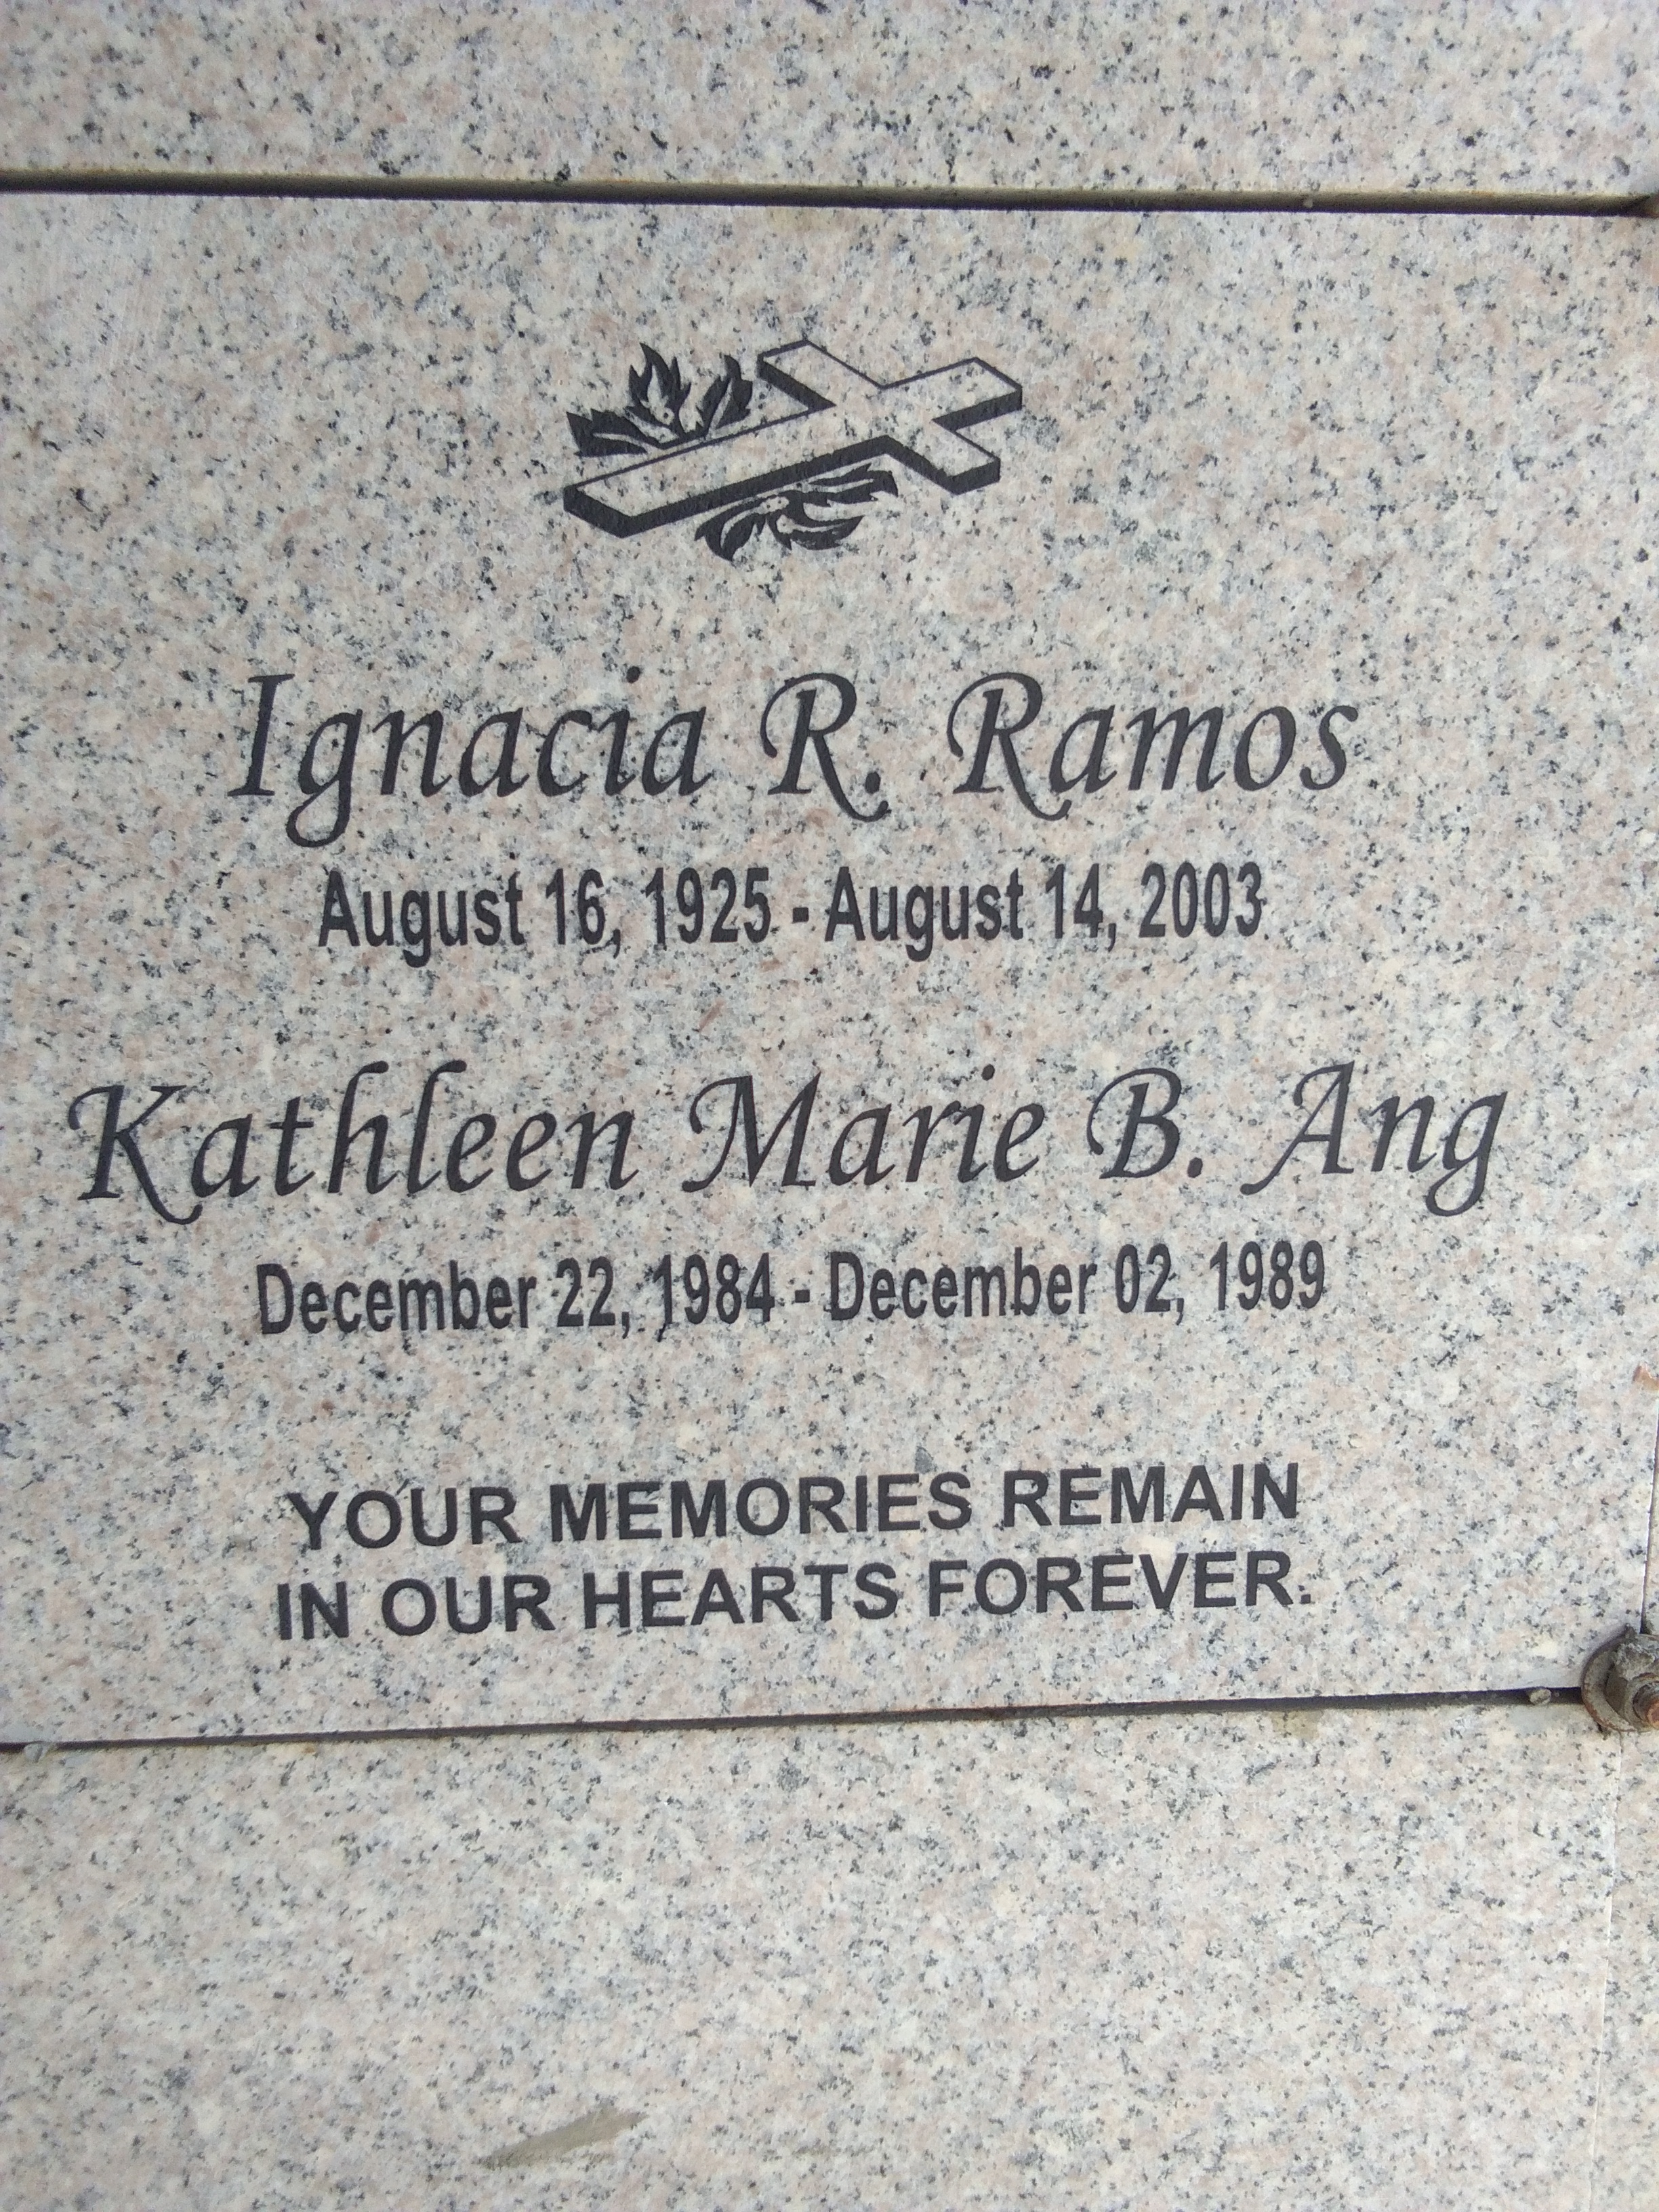 Ignacia R. Ramos
August 16, 1925 - August 14, 2003
Kathleen Marie B. Ang
December 22, 1984 - December 02, 1989
YOUR MEMORIES REMAIN
IN OUR HEARTS FOREVER.